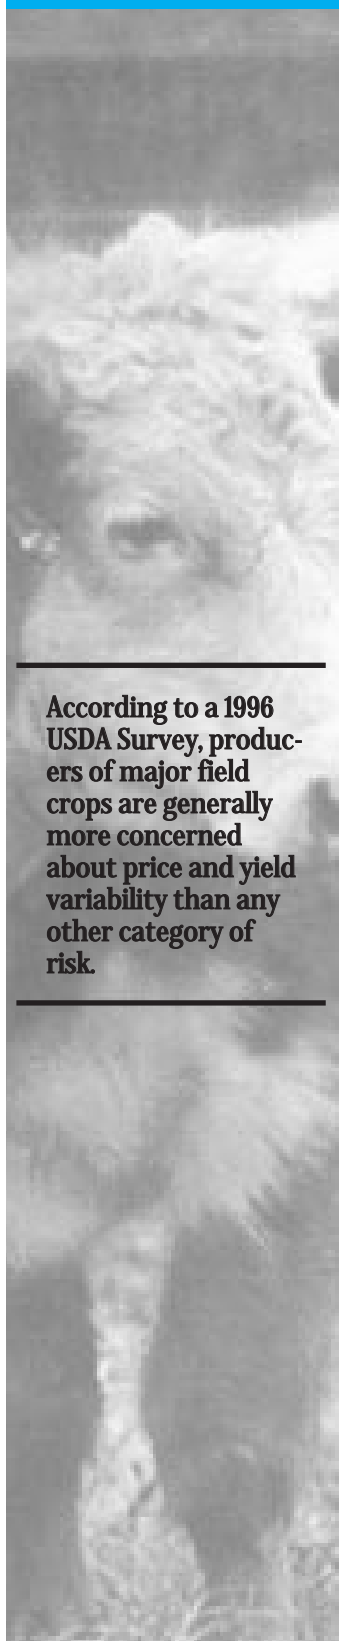 According to a 1996
USDA Survey, produc-
ers of major field
crops are generally
more concerned
about price and yield
variability than any
other category of
risk.